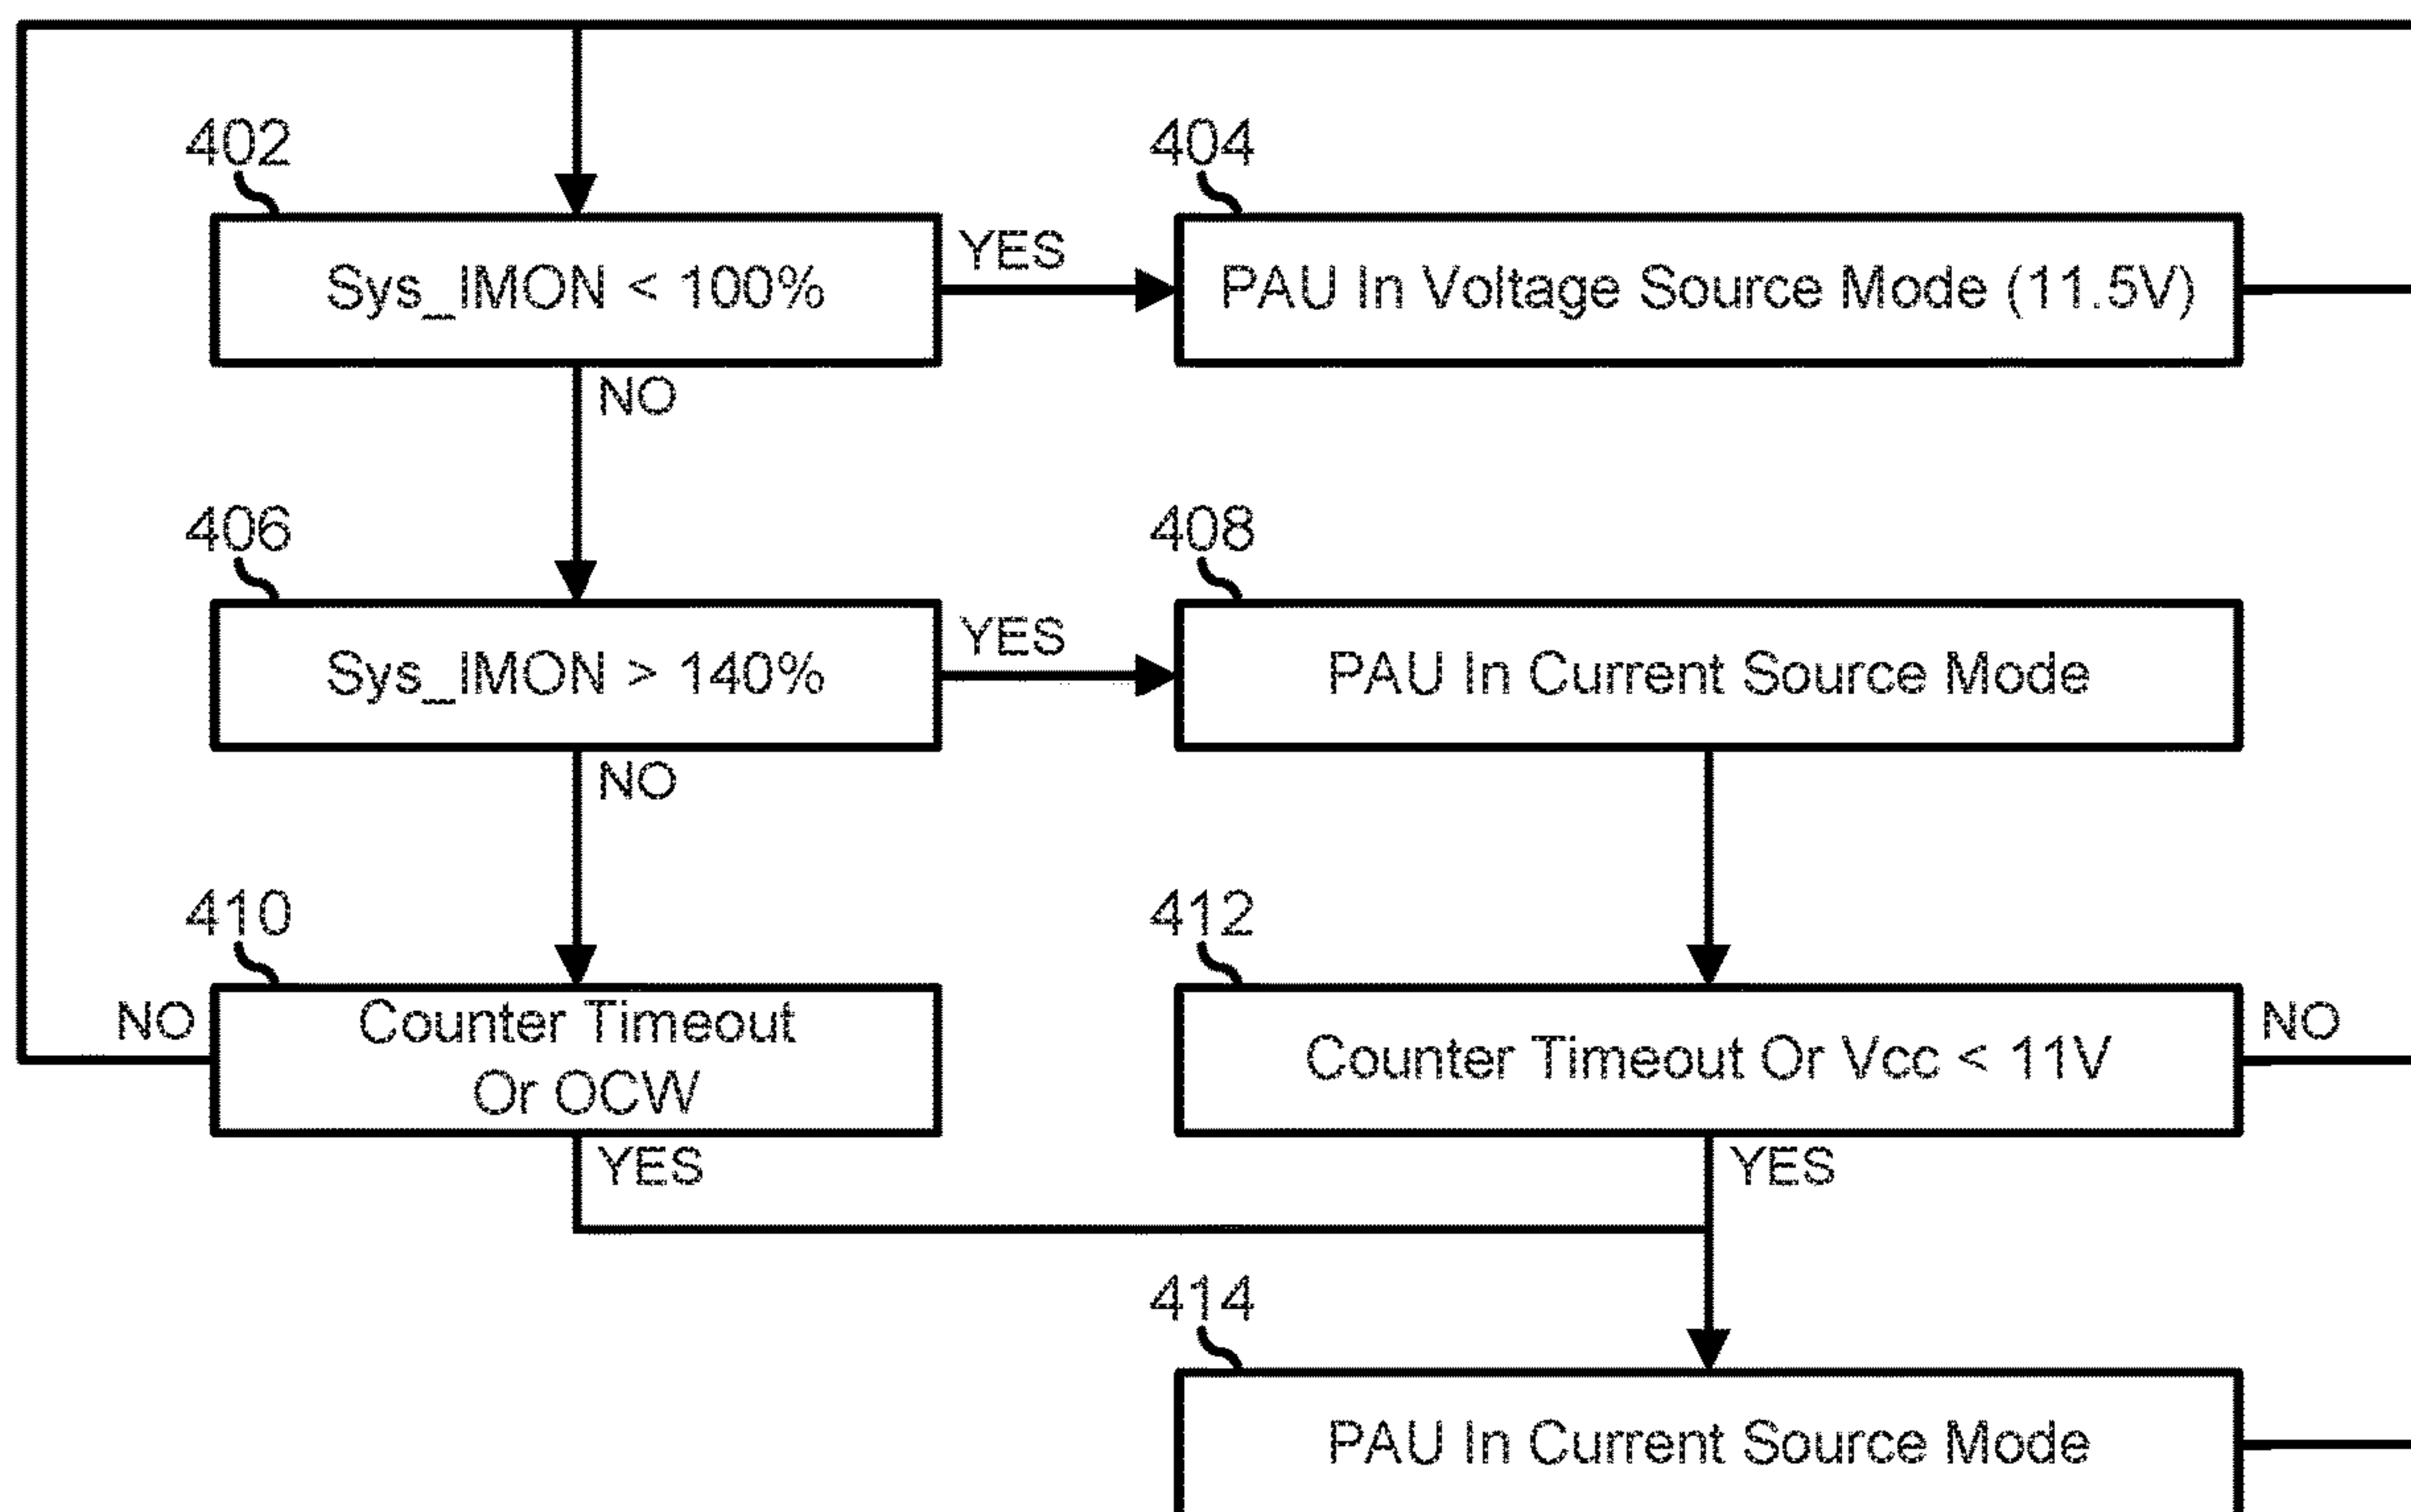 402
404
Sys_IMON < 100%
YES
PAU In Voltage Source Mode (11.5V)
NO
406
408
Sys_IMON > 140%
YES
PAU In Current Source Mode
NO
410
412
NO
Counter Timeout
Or OCW
Counter Timeout Or Vcc < 11V
NO
YES
YES
414
PAU In Current Source Mode